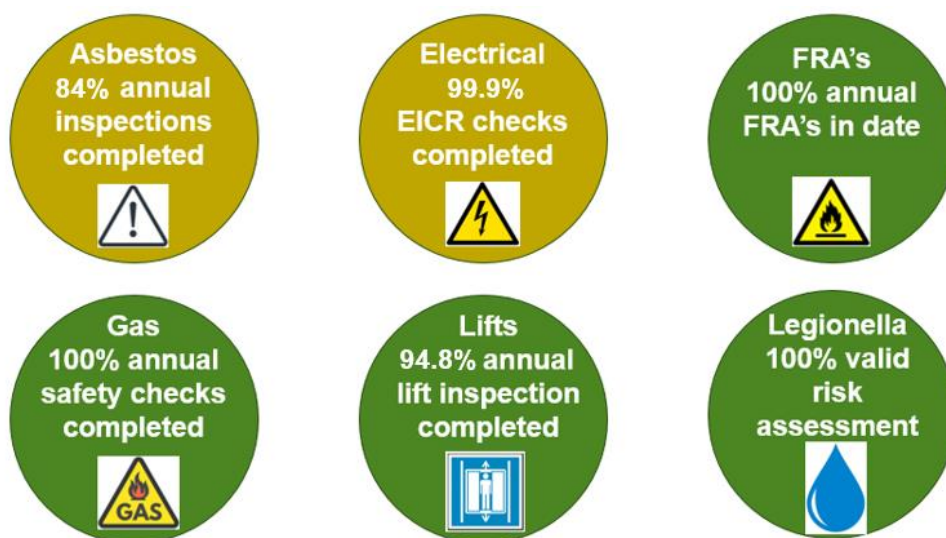 Asbestos
84% annual
inspections
completed
Electrical
99.9%
EICR checks
completed
FRA's
100% annual
FRA's in date
Gas
100% annual
safety checks
completed
GAS
Lifts
94.8% annual
lift inspection
completed
Legionella
100% valid
risk
assessment